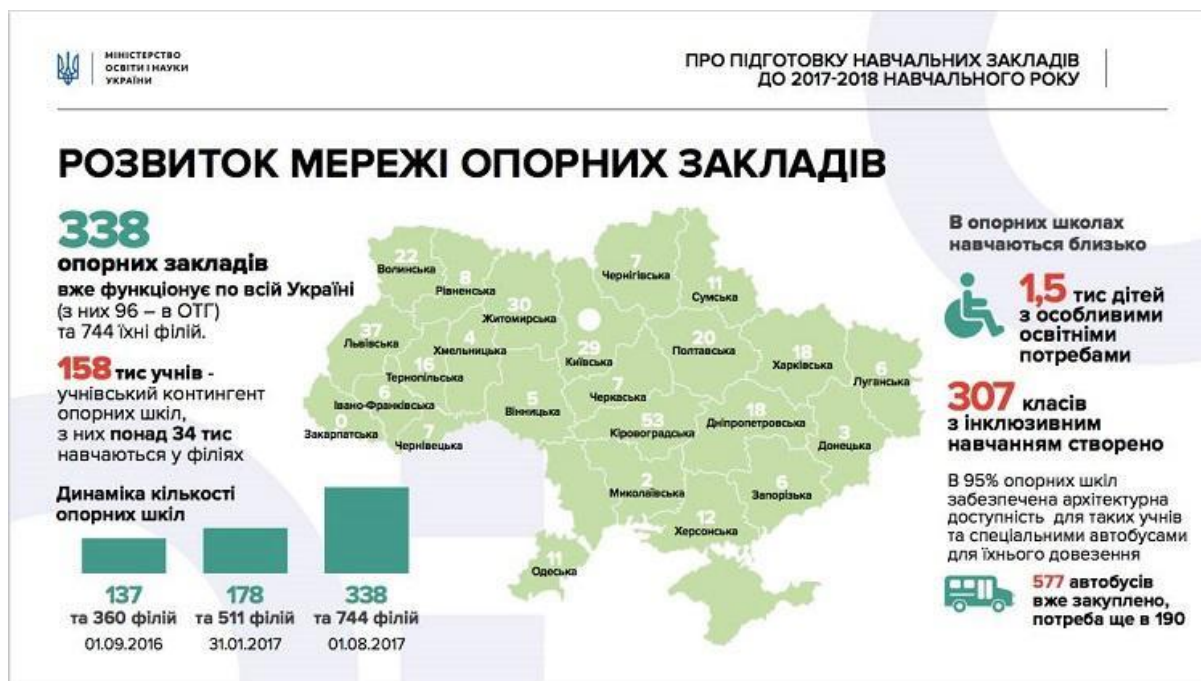 МІНІСТЕРСТВО
ОСВІТИ І НАУКИ
УКРАЇНИ
ПРО ПІДГОТОВКУ НАВЧАЛЬНИХ ЗАКЛАДІВ
ДО 2017-2018 НАВЧАЛЬНОГО РОКУ
РОЗВИТОК МЕРЕЖІ ОПОРНИХ ЗАКЛАДІВ
338
опорних закладів
вже функціонує по всій Україні
(з них 96 – в ОТГ)
та 744 їхні філій.
158 тис учнів -
учнівський контингент
опорних шкіл,
з них понад 34 тис
навчаються у філіях
Динаміка кількості
опорних шкіл
137
та 360 філій
01.09.2016
178
та 511 філій
31.01.2017
338
та 744 філій
01.08.2017
22
Волинська
8
Рівненська
30
Житомирська
7
Чернігівська
11
Сумська
37
Львівська
4
Хмельницька
16
Тернопільська
29
Київська
20
Полтавська
18
Харківська
6
Луганська
6
Івано-Франківська
0
Закарпатська
7
Чернівецька
5
Вінницька
7
Черкаська
53
Кіровоградська
18
Дніпропетровська
3
Донецька
2
Миколаївська
6
Запорізька
12
Херсонська
11
Одеська
В опорних школах
навчаються близько
1,5 тис дітей
з особливими
освітніми
потребами
307 класів
з інклюзивним
навчанням створено
В 95% опорних шкіл
забезпечена архітектурна
доступність для таких учнів
та спеціальними автобусами
для їхнього довезення
577 автобусів
вже закуплено,
потреба ще в 190